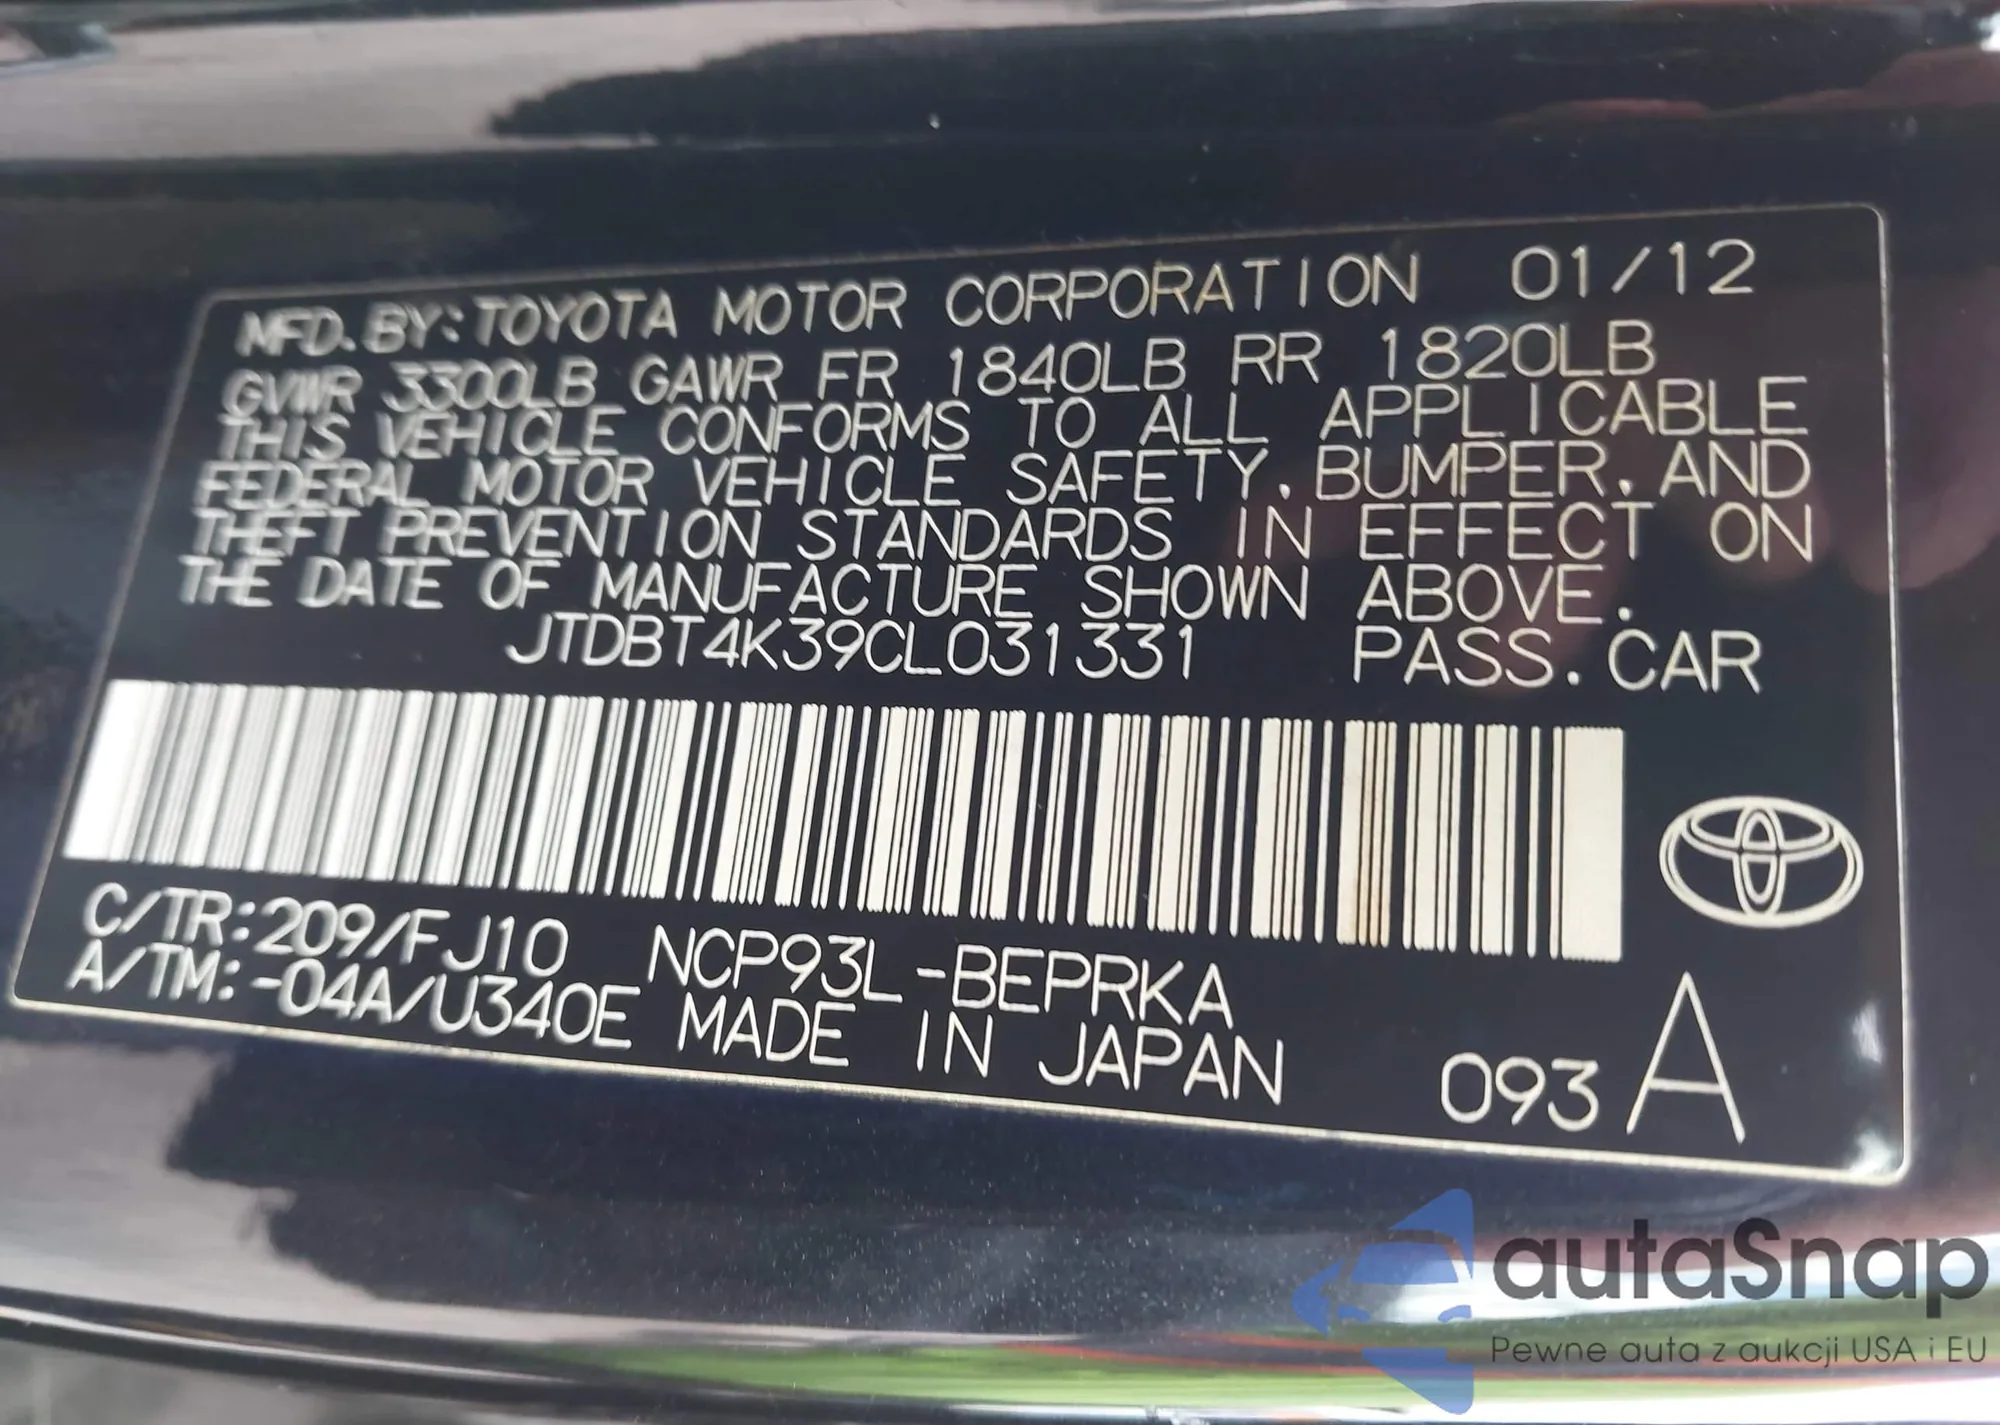 MFD. BY: TOYOTA MOTOR CORPORATION 01/12
GVWR 3300LB GAWR FR 1840LB RR 1820LB
THIS VEHICLE CONFORMS TO ALL APPLICABLE
FEDERAL MOTOR VEHICLE SAFETY, BUMPER, AND
THEFT PREVENTION STANDARDS IN EFFECT ON
THE DATE OF MANUFACTURE SHOWN ABOVE.
JTDBT4K39CL031331 PASS. CAR
C/TR:209/FJ10 NCP93L-BEPRKA
A/TM:-04A/U340E MADE IN JAPAN 093 A
autaSnap
Pewne auta z aukcji USA i EU